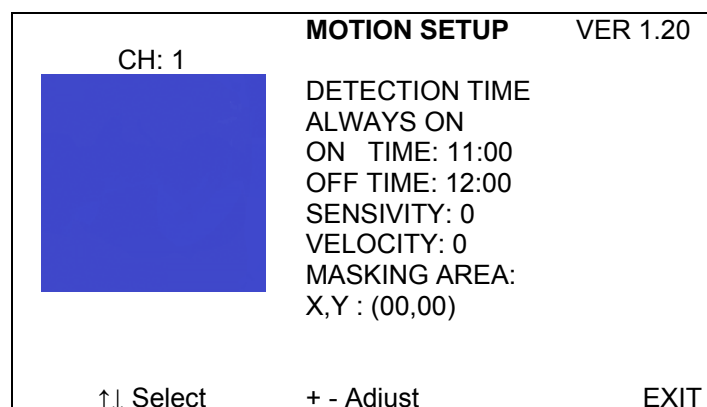 MOTION SETUP VER 1.20
CH: 1
DETECTION TIME
ALWAYS ON
ON TIME: 11:00
OFF TIME: 12:00
SENSIVITY: 0
VELOCITY: 0
MASKING AREA:
X,Y : (00,00)
↑↓ Select + - Adjust EXIT